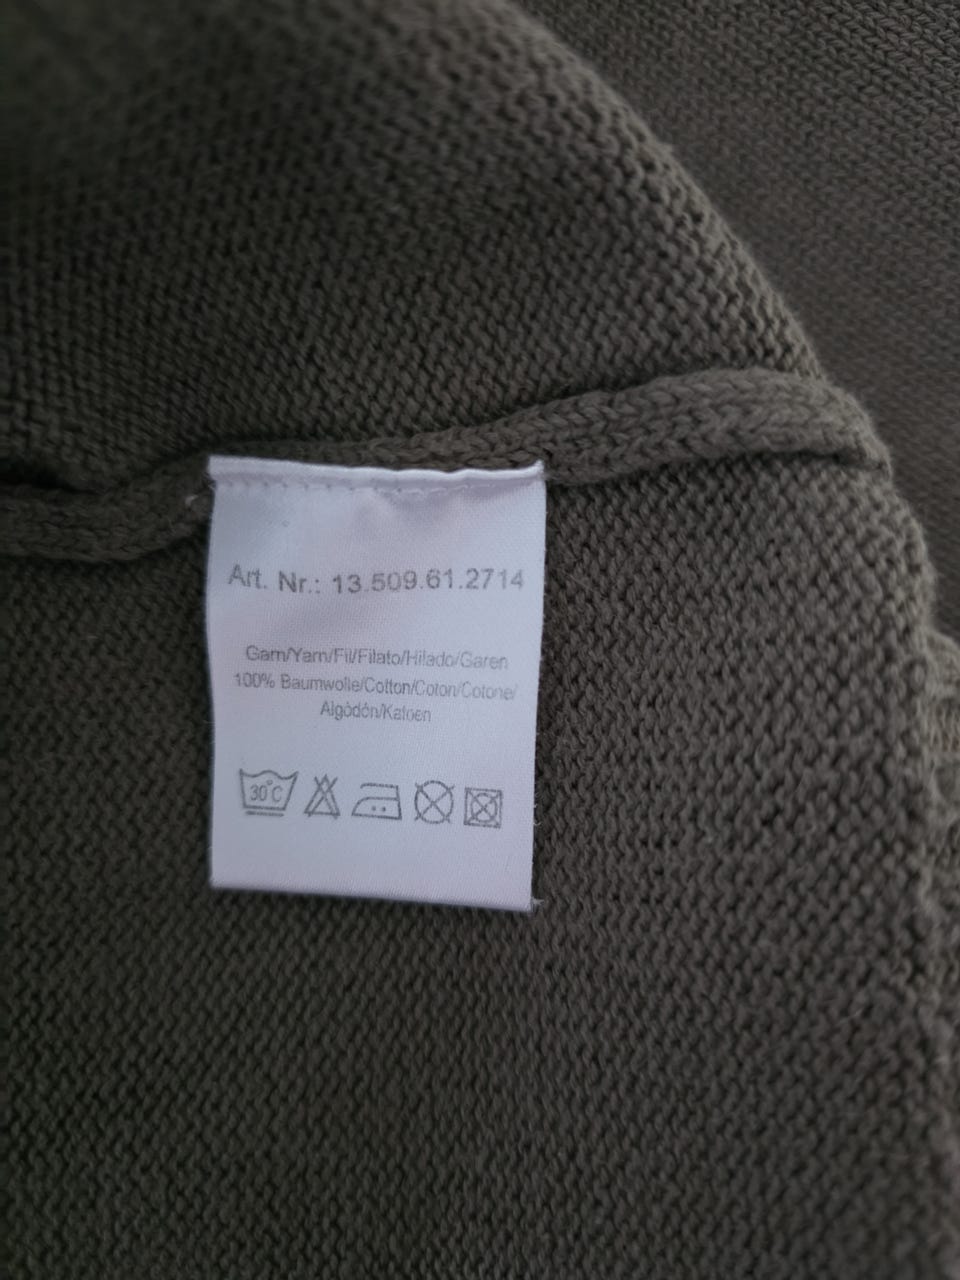 Art. Nr.: 13.509.61.2714
Garn/Yarn/Fil/Filato/Hilado/Garen
100% Baumwolle/Cotton/Coton/Cotone/
Algòdón/Katoen
30°C